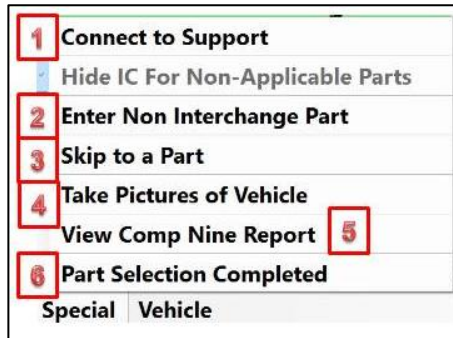 1 Connect to Support
Hide IC For Non-Applicable Parts
2 Enter Non Interchange Part
3 Skip to a Part
4 Take Pictures of Vehicle
View Comp Nine Report 5
6 Part Selection Completed
Special Vehicle